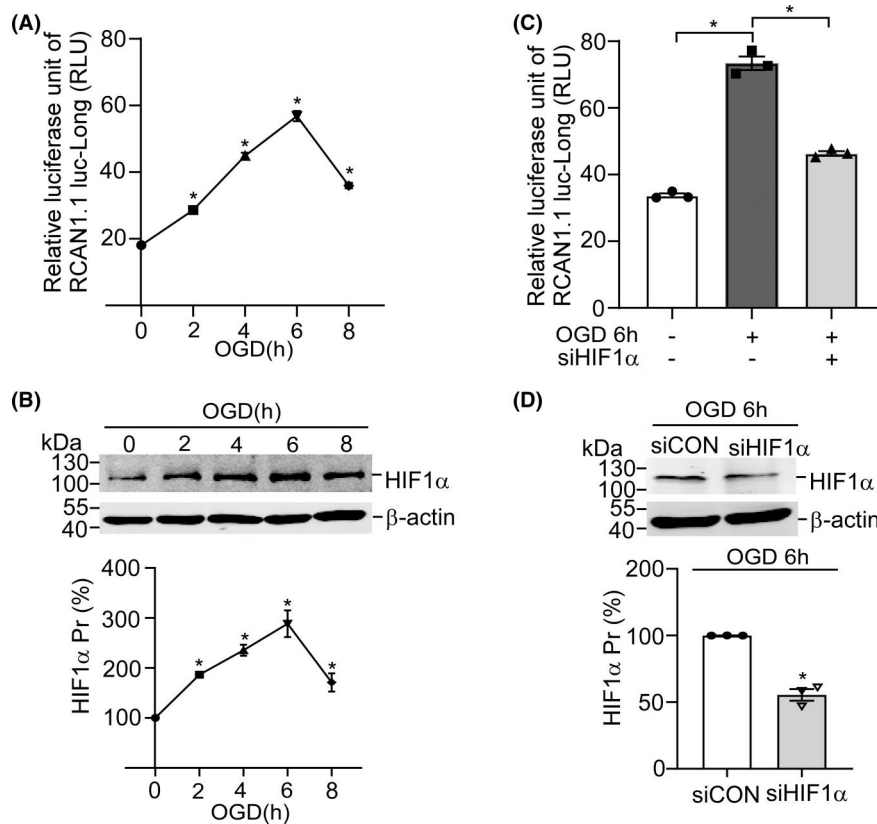 (A)
Relative luciferase unit of
RCAN1.1 luc-Long (RLU)
80
60
40
20
*
*
*
*
0 2 4 6 8
OGD(h)
(B)
OGD(h)
kDa 0 2 4 6 8
130
100
HIF1α
55
40
β-actin
HIF1α Pr (%)
400
300
200
100
*
*
*
*
0 2 4 6 8
OGD(h)
(C)
Relative luciferase unit of
RCAN1.1 luc-Long (RLU)
80
60
40
20
0
*
*
OGD 6h - + +
siHIF1α - - +
(D)
OGD 6h
kDa siCON siHIF1α
130
100
HIF1α
55
40
β-actin
OGD 6h
HIF1α Pr (%)
200
100
50
0
*
siCON siHIF1α